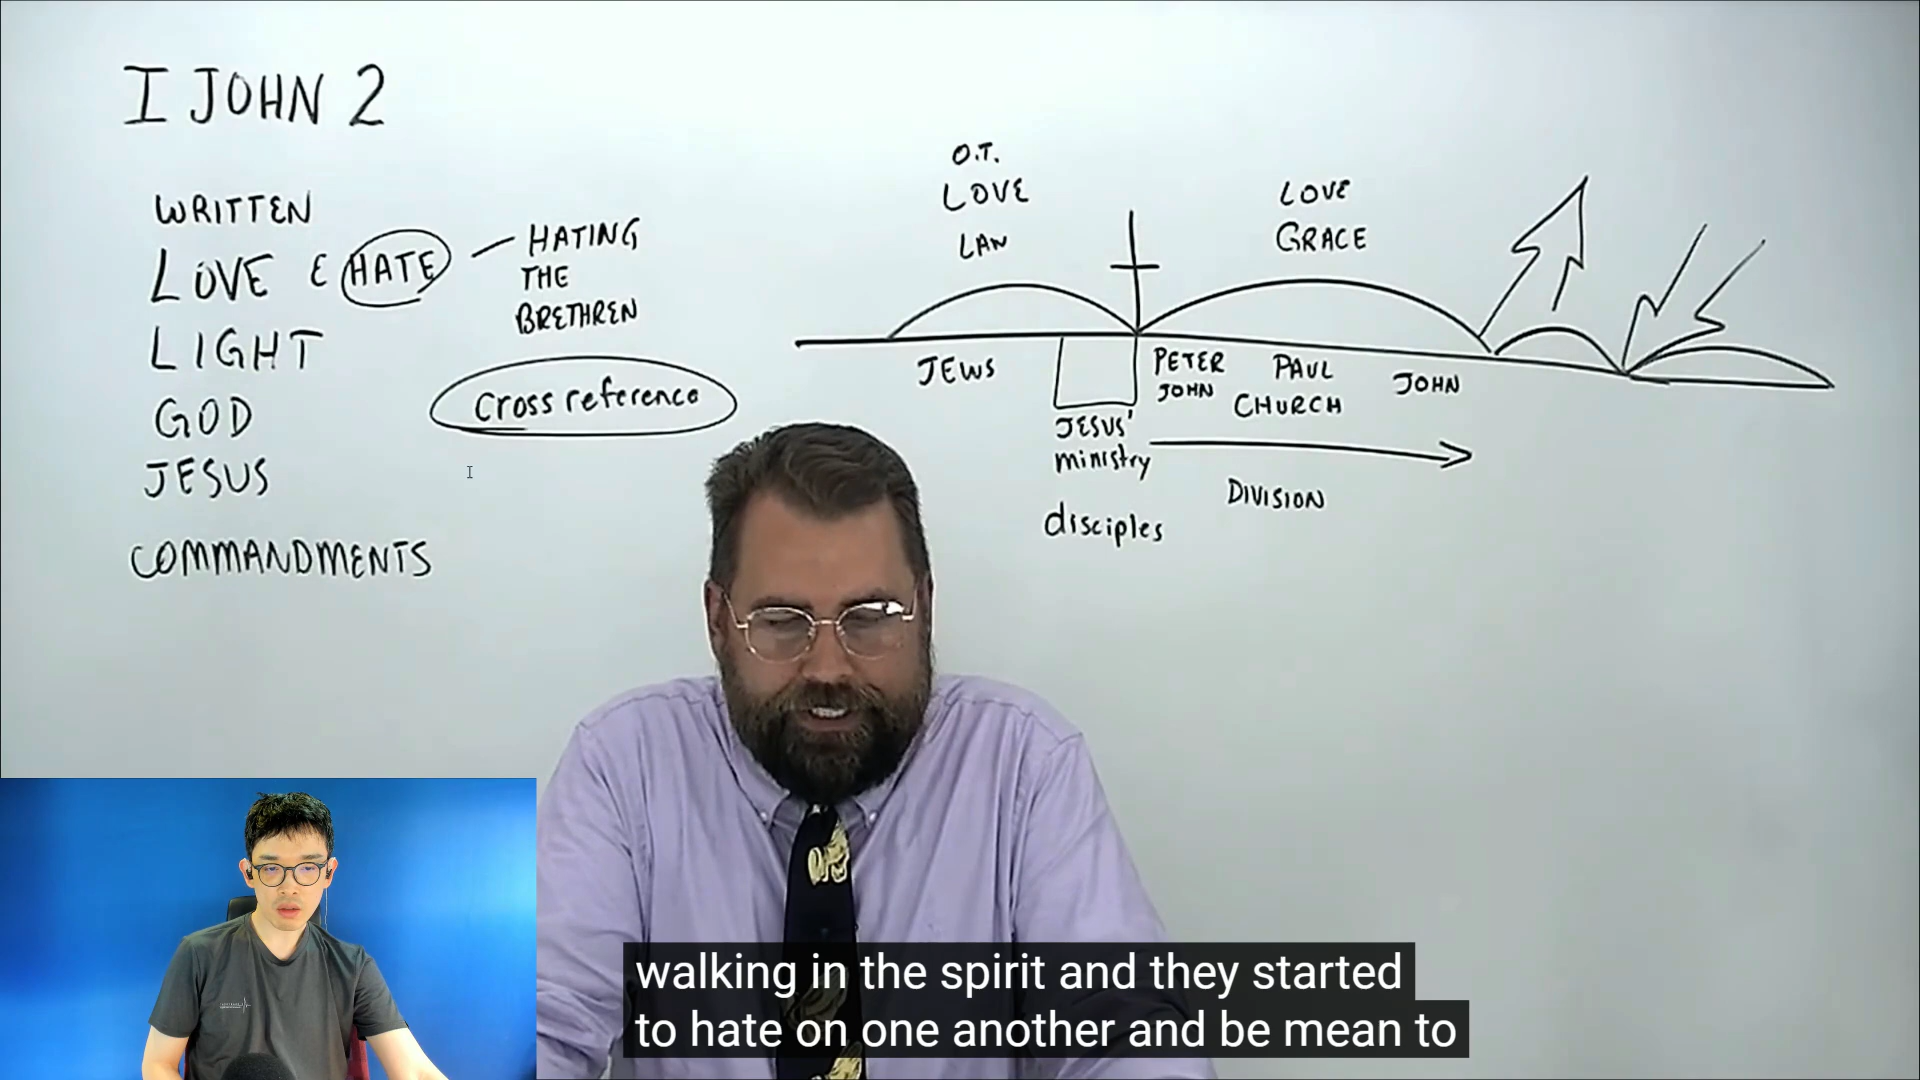 I JOHN 2
WRITTEN
LOVE & HATE — HATING
THE
BRETHREN
LIGHT
Cross reference
GOD
JESUS
COMMANDMENTS
O.T.
LOVE
LAW
LOVE
GRACE
JEWS
PETER
JOHN
PAUL
CHURCH
JOHN
JESUS'
ministry
DIVISION
disciples
walking in the spirit and they started
to hate on one another and be mean to